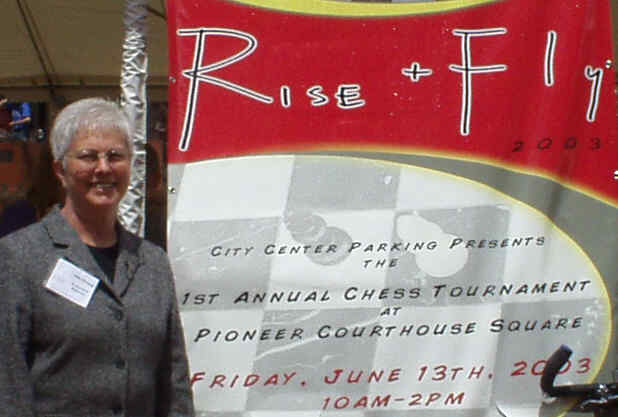 Rise + Fly
2003
City Center Parking Presents
the
1st Annual Chess Tournament
at
Pioneer Courthouse Square
Friday, June 13th, 2003
10am-2pm